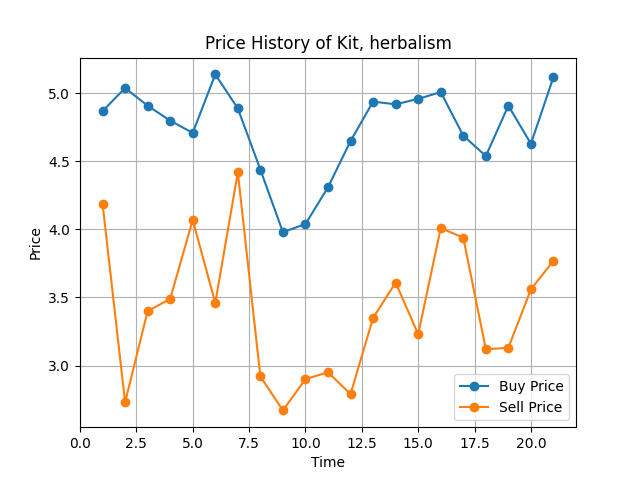 Price History of Kit, herbalism
Price
5.0
4.5
4.0
3.5
3.0
Buy Price
Sell Price
0.0 2.5 5.0 7.5 10.0 12.5 15.0 17.5 20.0
Time